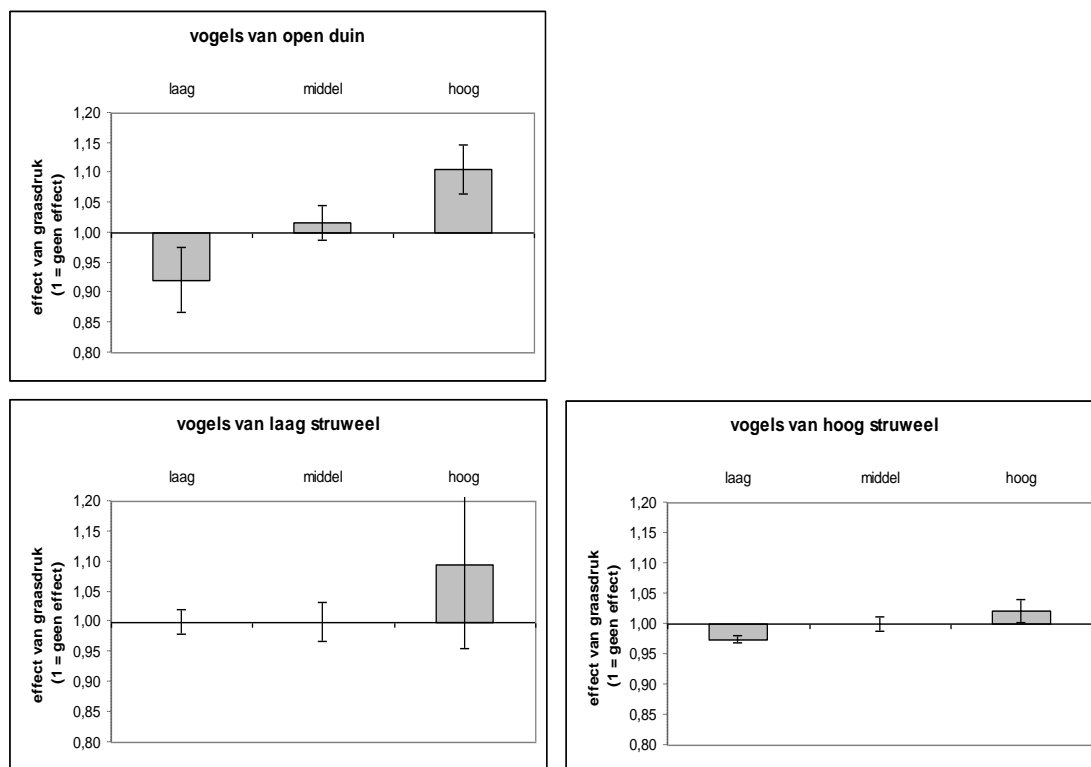 vogels van open duin
laag middel hoog
effect van graasdruk
(1 = geen effect)
1,20
1,15
1,10
1,05
1,00
0,95
0,90
0,85
0,80
vogels van laag struweel
laag middel hoog
effect van graasdruk
(1 = geen effect)
1,20
1,15
1,10
1,05
1,00
0,95
0,90
0,85
0,80
vogels van hoog struweel
laag middel hoog
effect van graasdruk
(1 = geen effect)
1,20
1,15
1,10
1,05
1,00
0,95
0,90
0,85
0,80